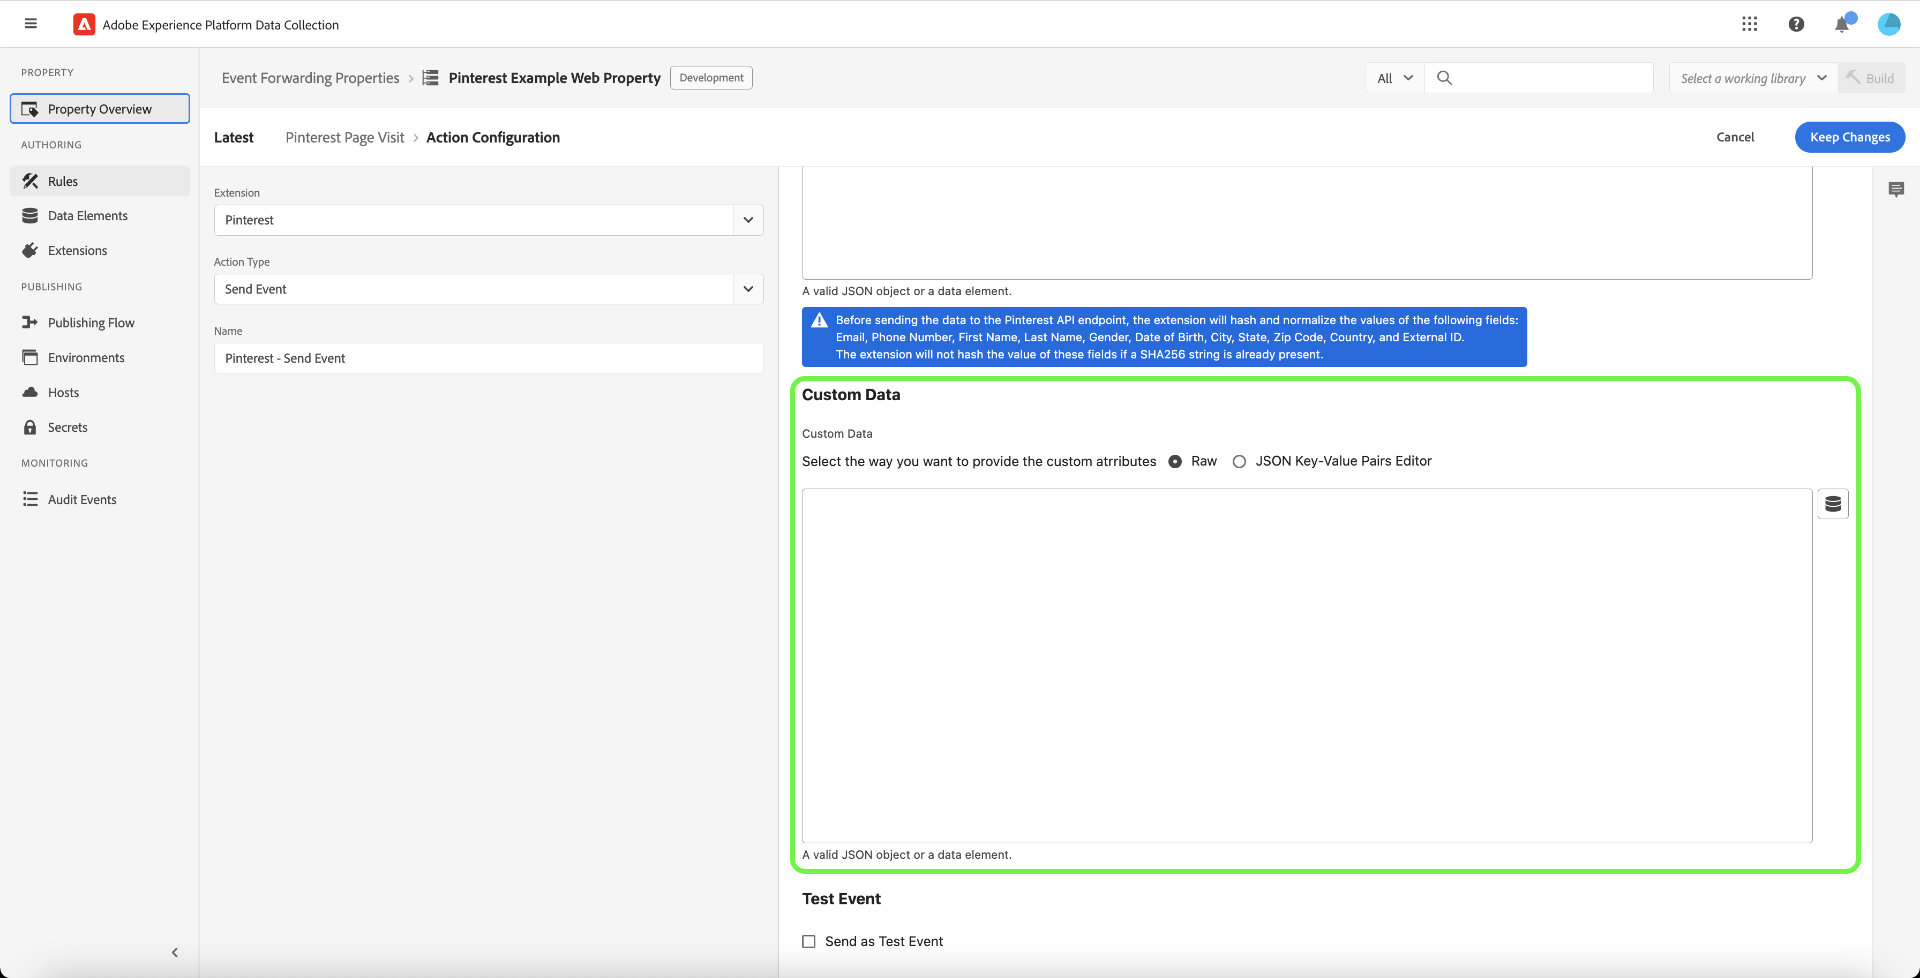 Adobe Experience Platform Data Collection
PROPERTY
Property Overview
AUTHORING
Rules
Data Elements
Extensions
PUBLISHING
Publishing Flow
Environments
Hosts
Secrets
MONITORING
Audit Events
Event Forwarding Properties > Pinterest Example Web Property Development
All
Select a working library
Build
Latest Pinterest Page Visit > Action Configuration
Cancel
Keep Changes
Extension
Pinterest
Action Type
Send Event
Name
Pinterest - Send Event
A valid JSON object or a data element.
Before sending the data to the Pinterest API endpoint, the extension will hash and normalize the values of the following fields:
Email, Phone Number, First Name, Last Name, Gender, Date of Birth, City, State, Zip Code, Country, and External ID.
The extension will not hash the value of these fields if a SHA256 string is already present.
Custom Data
Custom Data
Select the way you want to provide the custom atrributes Raw JSON Key-Value Pairs Editor
A valid JSON object or a data element.
Test Event
Send as Test Event